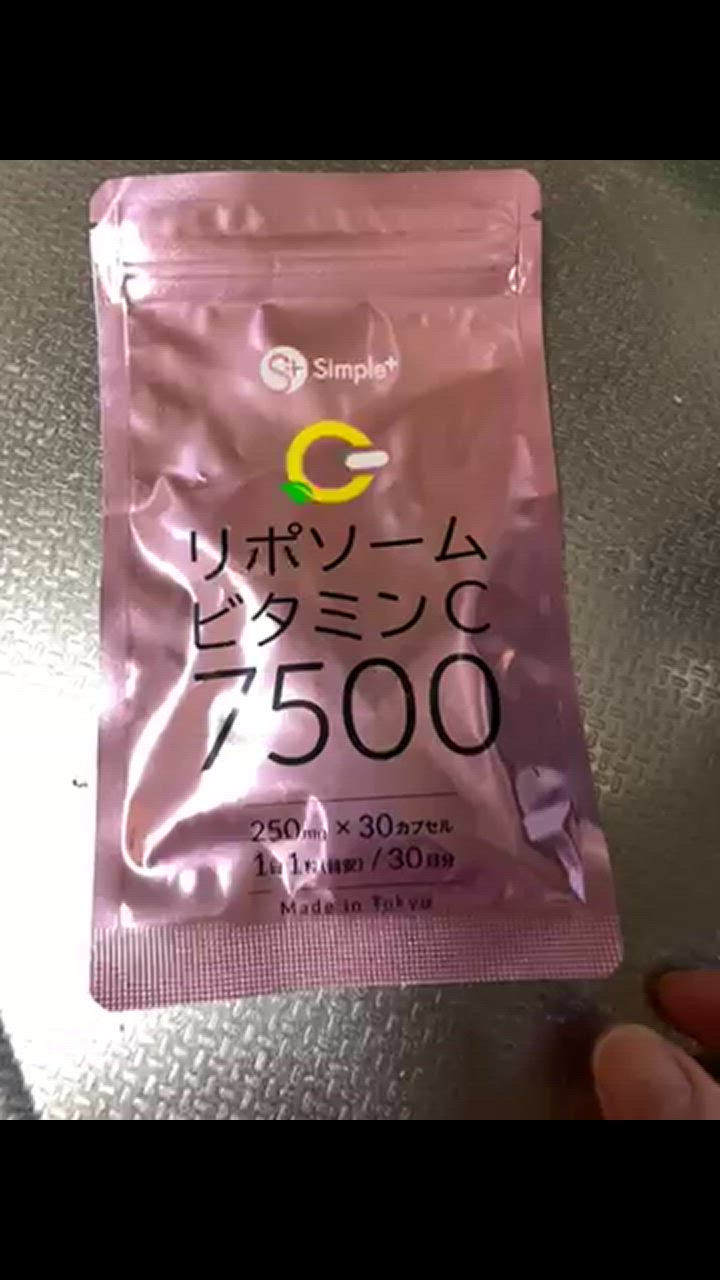 S+ Simple+
リポソーム
ビタミンC
7500
250mg × 30カプセル
1日1粒(目安) / 30日分
Made in Tokyo